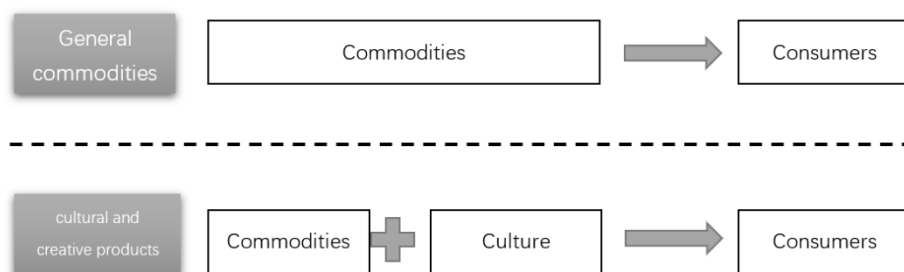 General
commodities
Commodities
Consumers
cultural and
creative products
Commodities
Culture
Consumers